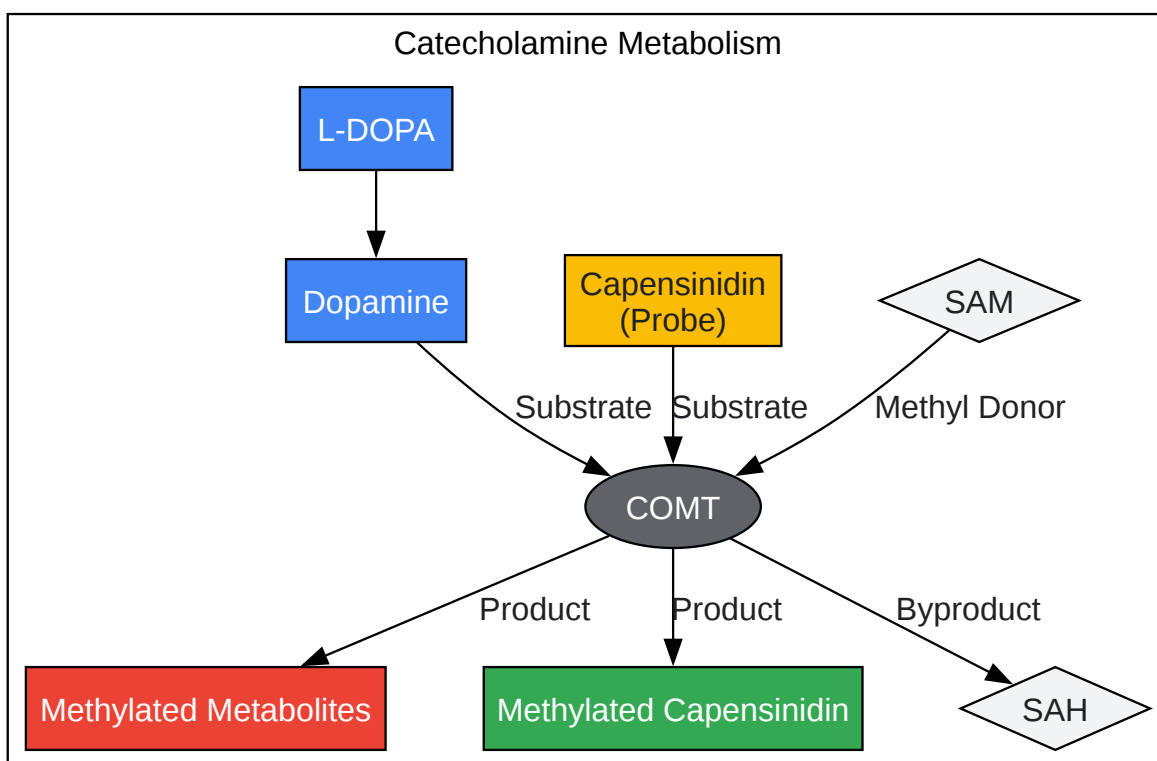 Catecholamine Metabolism
L-DOPA
Dopamine
Capensinidin
(Probe)
SAM
Substrate
Substrate
Methyl Donor
COMT
Product
Product
Byproduct
Methylated Metabolites
Methylated Capensinidin
SAH